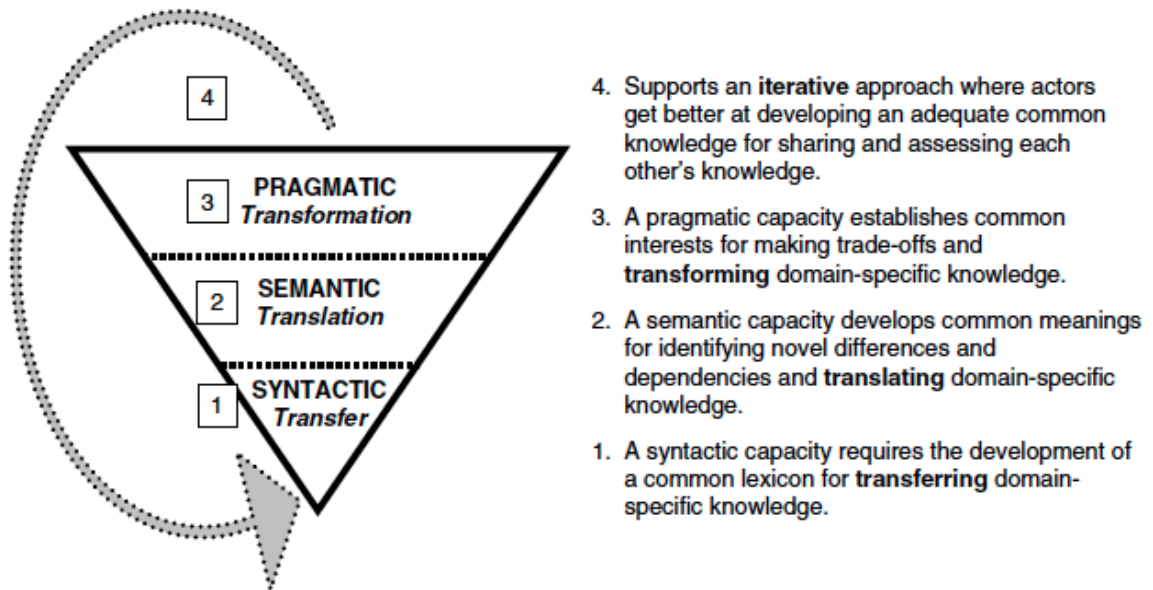 4
3
PRAGMATIC
Transformation
2
SEMANTIC
Translation
1
SYNTACTIC
Transfer
4. Supports an iterative approach where actors
get better at developing an adequate common
knowledge for sharing and assessing each
other's knowledge.
3. A pragmatic capacity establishes common
interests for making trade-offs and
transforming domain-specific knowledge.
2. A semantic capacity develops common meanings
for identifying novel differences and
dependencies and translating domain-specific
knowledge.
1. A syntactic capacity requires the development of
a common lexicon for transferring domain-
specific knowledge.